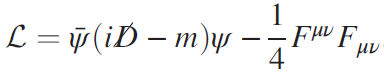 ℒ = ψ̄(iD̸ − m)ψ − 1/4 F^{μν}F_{μν}.